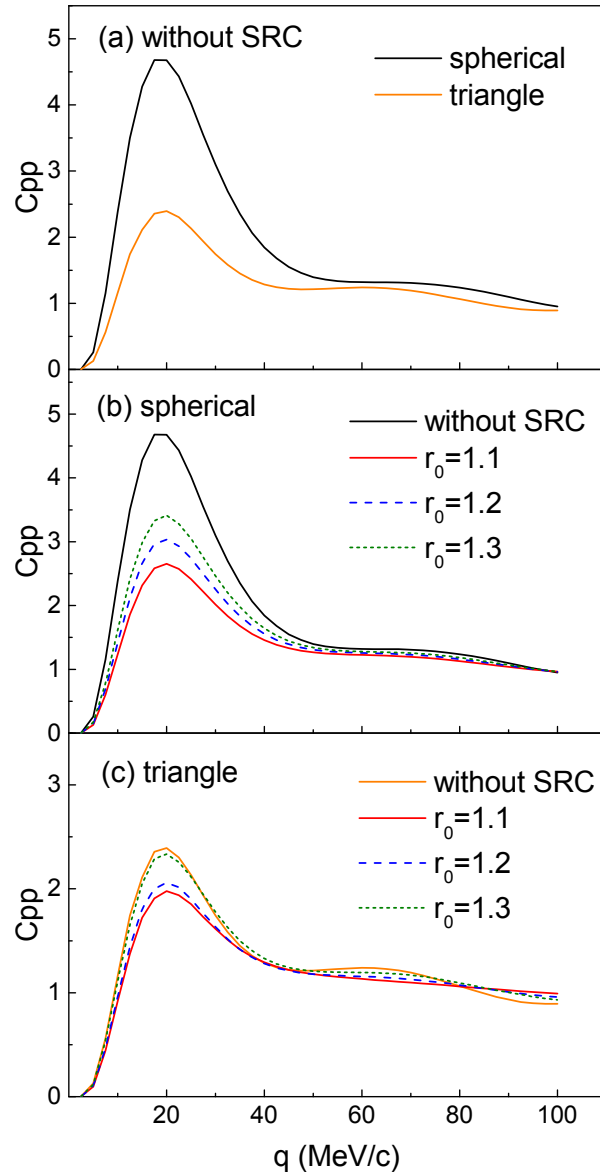 (a) without SRC
spherical
triangle
5
4
3
2
1
0
Cpp
(b) spherical
without SRC
r₀=1.1
r₀=1.2
r₀=1.3
5
4
3
2
1
0
Cpp
(c) triangle
without SRC
r₀=1.1
r₀=1.2
r₀=1.3
3
2
1
0
Cpp
20 40 60 80 100
q (MeV/c)